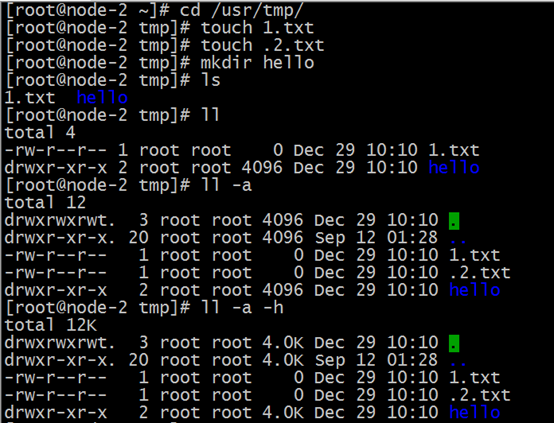 [root@node-2 ~]# cd /usr/tmp/
[root@node-2 tmp]# touch 1.txt
[root@node-2 tmp]# touch .2.txt
[root@node-2 tmp]# mkdir hello
[root@node-2 tmp]# ls
1.txt  hello
[root@node-2 tmp]# ll
total 4
-rw-r--r-- 1 root root    0 Dec 29 10:10 1.txt
drwxr-xr-x 2 root root 4096 Dec 29 10:10 hello
[root@node-2 tmp]# ll -a
total 12
drwxrwxrwt.  3 root root 4096 Dec 29 10:10 .
drwxr-xr-x. 20 root root 4096 Sep 12 01:28 ..
-rw-r--r--   1 root root    0 Dec 29 10:10 1.txt
-rw-r--r--   1 root root    0 Dec 29 10:10 .2.txt
drwxr-xr-x   2 root root 4096 Dec 29 10:10 hello
[root@node-2 tmp]# ll -a -h
total 12K
drwxrwxrwt.  3 root root 4.0K Dec 29 10:10 .
drwxr-xr-x. 20 root root 4.0K Sep 12 01:28 ..
-rw-r--r--   1 root root    0 Dec 29 10:10 1.txt
-rw-r--r--   1 root root    0 Dec 29 10:10 .2.txt
drwxr-xr-x   2 root root 4.0K Dec 29 10:10 hello